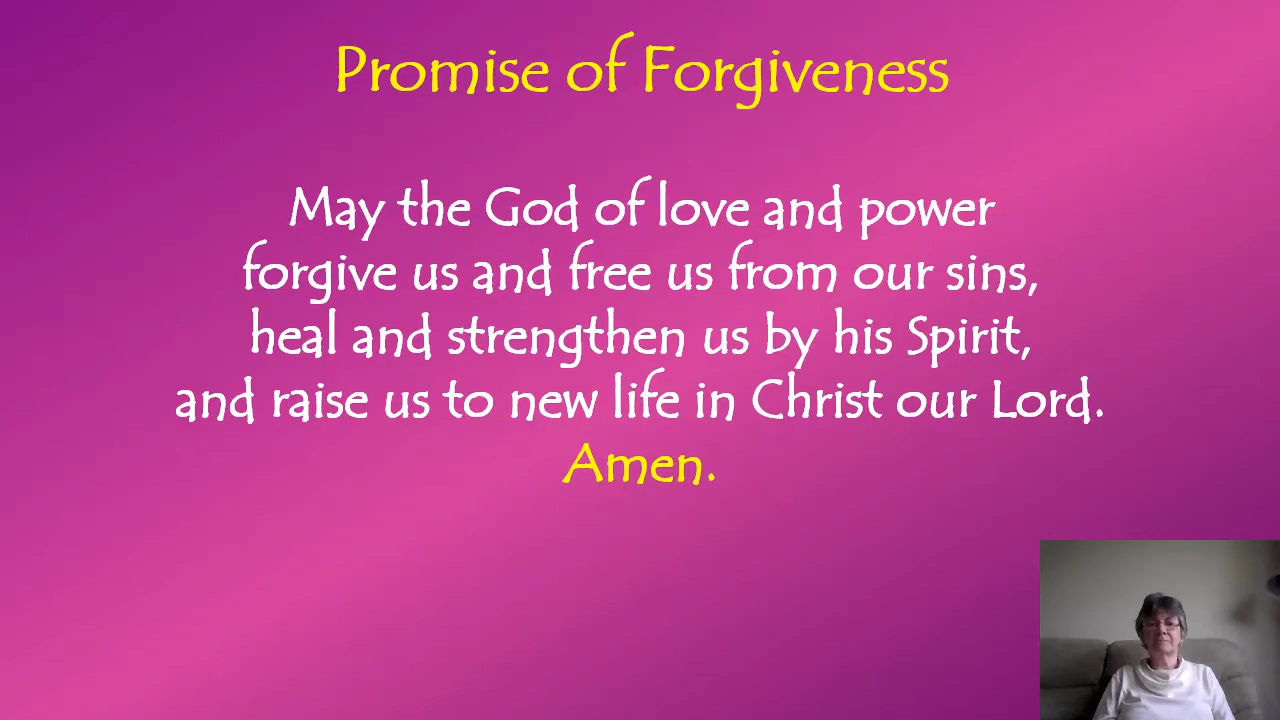 Promise of Forgiveness
May the God of love and power
forgive us and free us from our sins,
heal and strengthen us by his Spirit,
and raise us to new life in Christ our Lord.
Amen.